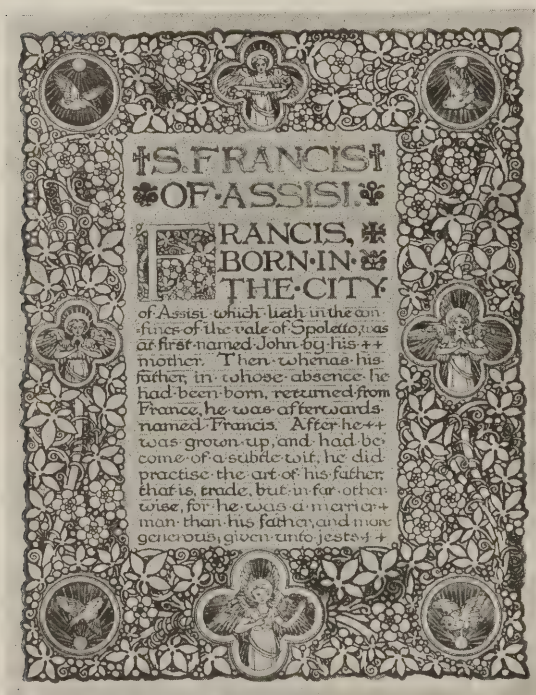 S. FRANCIS
OF·ASSISI.
FRANCIS,
BORN·IN·
THE·CITY·
of Assisi which lieth in the con
fines of the vale of Spoletto, was
at first named John by his ++
mother. Then whenas his
father, in whose absence he
had been born, returned from
France, he was afterwards
named Francis. After he ++
was grown up, and had be
come of a subtle wit, he did
practise the art of his father,
that is, trade, but in far other
wise, for he was a merrier +
man than his father, and more
generous, given unto jests ++